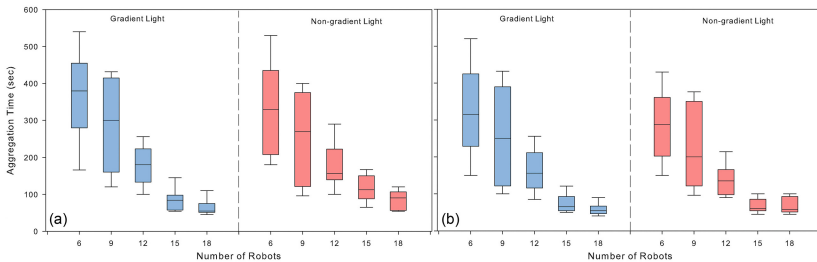 Gradient Light
Non-gradient Light
Gradient Light
Non-gradient Light
Aggregation Time (sec)
600
500
400
300
200
100
0
(a)
(b)
6 9 12 15 18 6 9 12 15 18 6 9 12 15 18 6 9 12 15 18
Number of Robots
Number of Robots